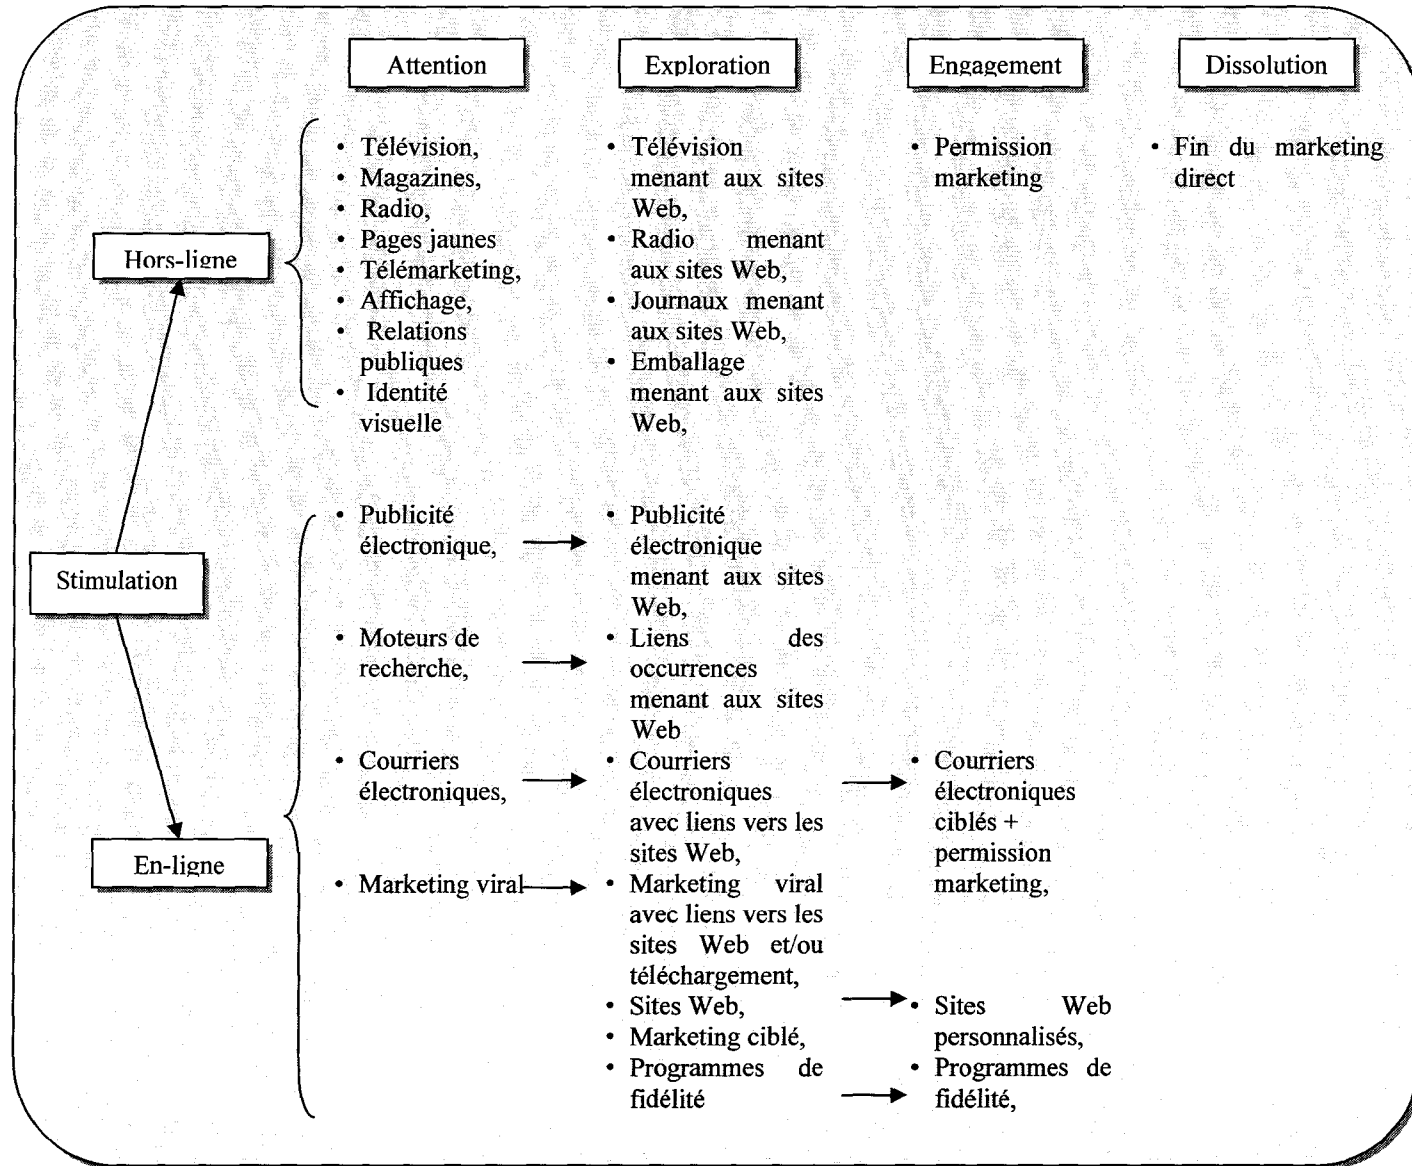 Attention
Exploration
Engagement
Dissolution
Hors-ligne
• Télévision,
• Magazines,
• Radio,
• Pages jaunes
• Télémarketing,
• Affichage,
• Relations
publiques
• Identité
visuelle
• Télévision
menant aux sites
Web,
• Radio menant
aux sites Web,
• Journaux menant
aux sites Web,
• Emballage
menant aux sites
Web,
• Permission
marketing
• Fin du marketing
direct
Stimulation
En-ligne
• Publicité
électronique,
• Moteurs de
recherche,
• Courriers
électroniques,
• Marketing viral
• Publicité
électronique
menant aux sites
Web,
• Liens des
occurrences
menant aux sites
Web
• Courriers
électroniques
avec liens vers les
sites Web,
• Marketing viral
avec liens vers les
sites Web et/ou
téléchargement,
• Sites Web,
• Marketing ciblé,
• Programmes de
fidélité
• Courriers
électroniques
ciblés +
permission
marketing,
• Sites Web
personnalisés,
• Programmes de
fidélité,